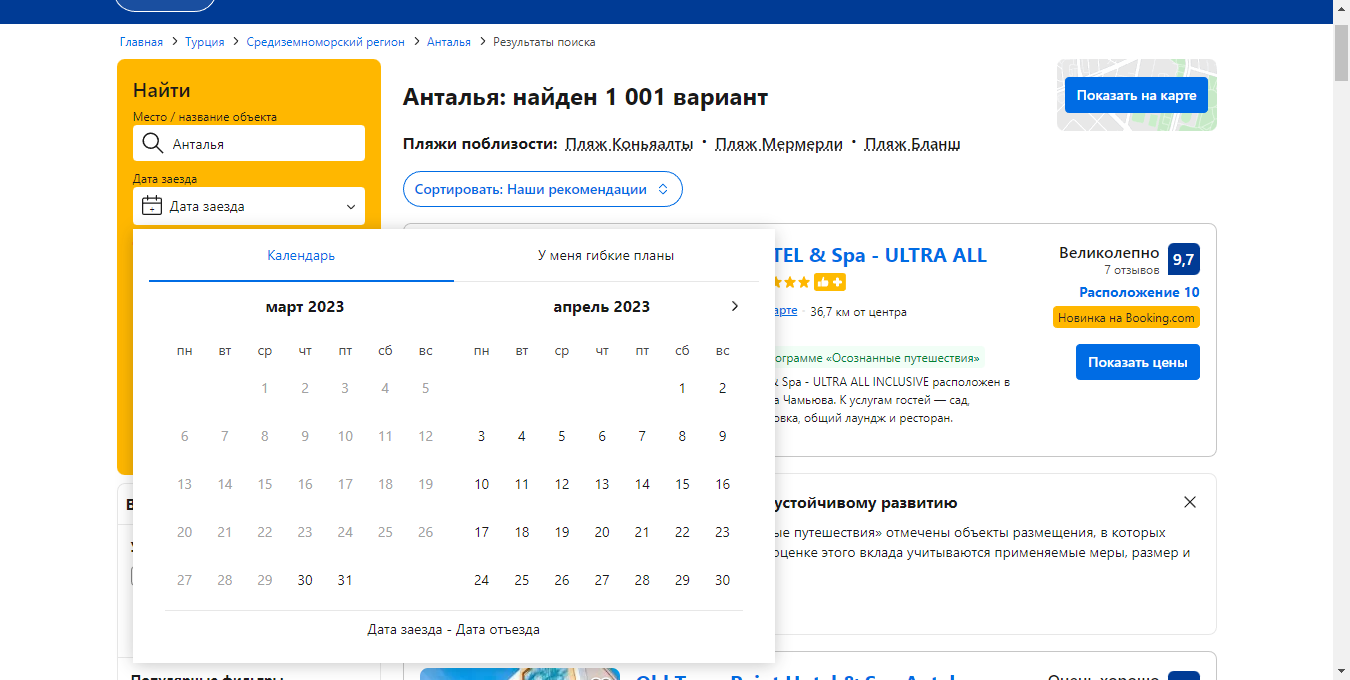 Главная > Турция > Средиземноморский регион > Анталья > Результаты поиска
Найти
Место / название объекта
Анталья
Дата заезда
Дата заезда
Анталья: найден 1 001 вариант
Показать на карте
Пляжи поблизости: Пляж Коньяалты · Пляж Мермерли · Пляж Бланш
Сортировать: Наши рекомендации
Календарь
У меня гибкие планы
март 2023
пн вт ср чт пт сб вс
1 2 3 4 5
6 7 8 9 10 11 12
13 14 15 16 17 18 19
20 21 22 23 24 25 26
27 28 29 30 31
апрель 2023
пн вт ср чт пт сб вс
1 2
3 4 5 6 7 8 9
10 11 12 13 14 15 16
17 18 19 20 21 22 23
24 25 26 27 28 29 30
Дата заезда - Дата отъезда
TEL & Spa - ULTRA ALL
арте · 36,7 км от центра
ограмме «Осознанные путешествия»
& Spa - ULTRA ALL INCLUSIVE расположен в
а Чамьюва. К услугам гостей — сад,
овка, общий лаундж и ресторан.
Великолепно
7 отзывов
9,7
Расположение 10
Новинка на Booking.com
Показать цены
устойчивому развитию
ые путешествия» отмечены объекты размещения, в которых
оценке этого вклада учитываются применяемые меры, размер и
Популярные фильтры
Old Town Point Hotel & Spa Antal
Очень хорошо